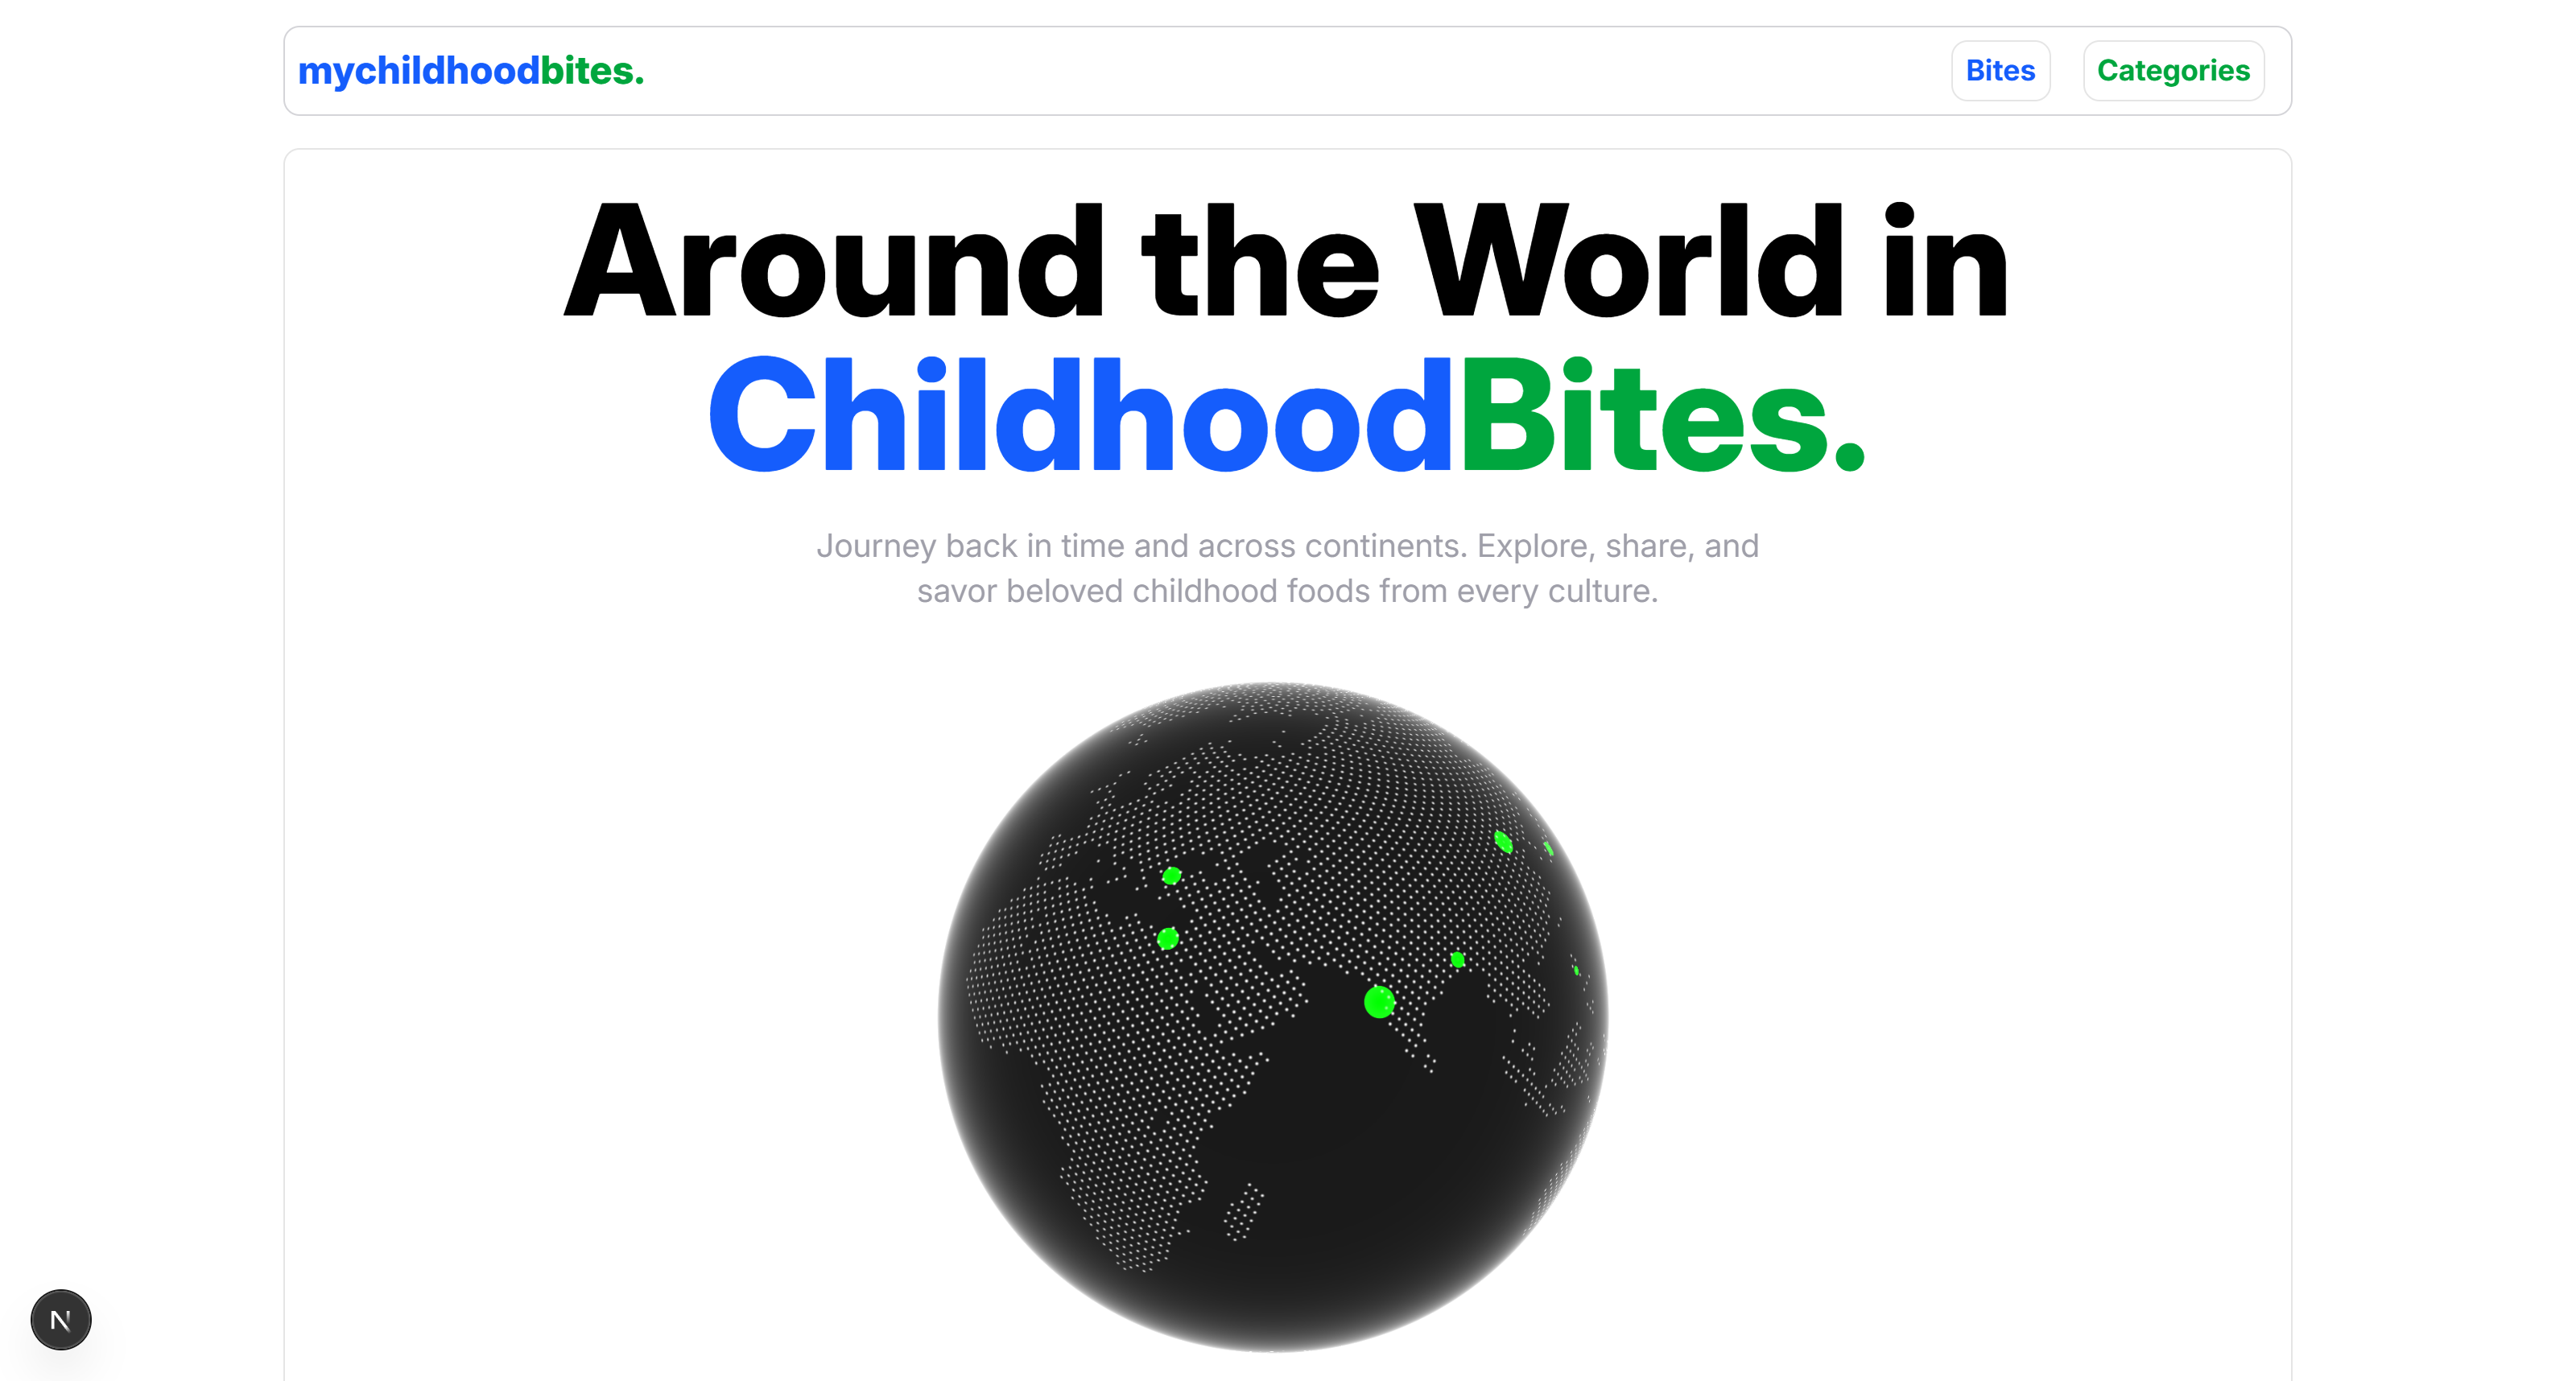 mychildhoodbites.
Bites
Categories
Around the World in
ChildhoodBites.
Journey back in time and across continents. Explore, share, and
savor beloved childhood foods from every culture.
N